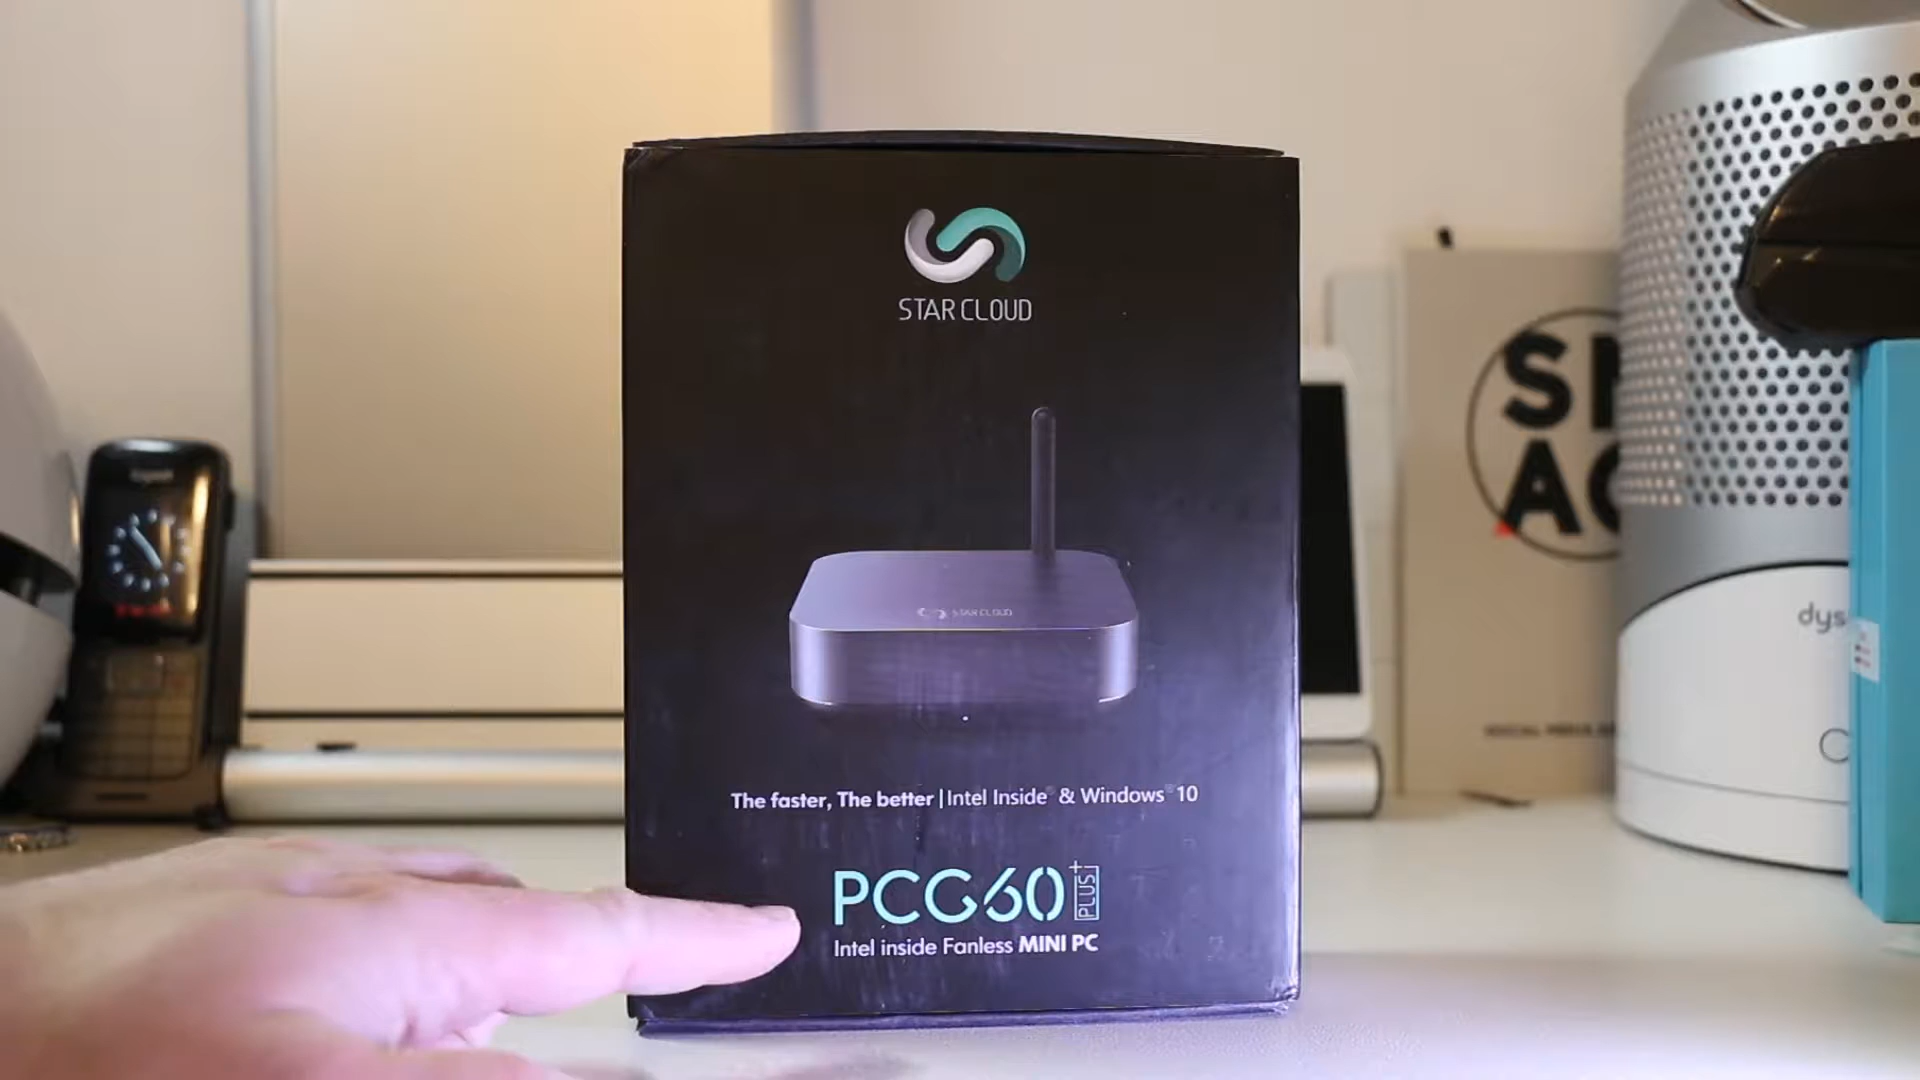 STAR CLOUD
STAR CLOUD
The faster, The better | Intel Inside® & Windows® 10
PCG60 PLUS+
Intel inside Fanless MINI PC
dys